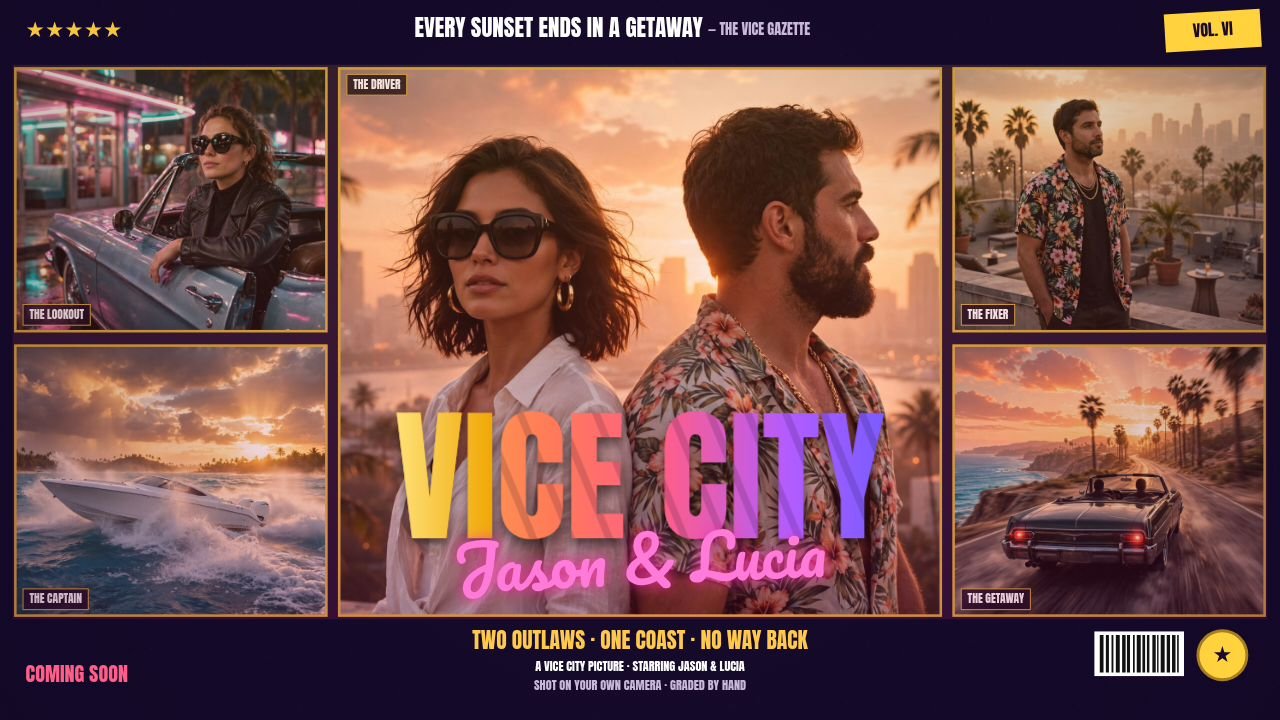 ★★★★★
EVERY SUNSET ENDS IN A GETAWAY – THE VICE GAZETTE
VOL. VI
THE LOOKOUT
THE DRIVER
THE FIXER
THE CAPTAIN
VICE CITY
Jason & Lucia
THE GETAWAY
TWO OUTLAWS · ONE COAST · NO WAY BACK
A VICE CITY PICTURE · STARRING JASON & LUCIA
SHOT ON YOUR OWN CAMERA · GRADED BY HAND
COMING SOON
★